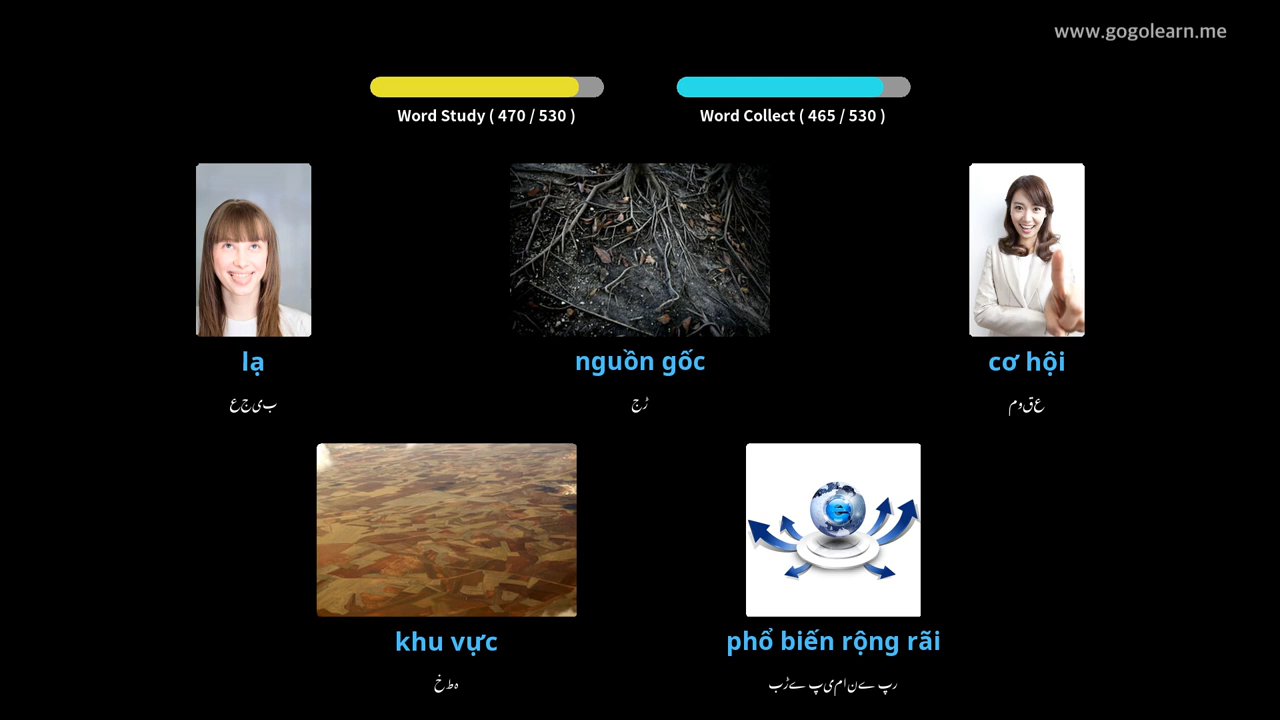 www.gogolearn.me
Word Study ( 470 / 530 )
Word Collect ( 465 / 530 )
lạ
عجیب
nguồn gốc
جڑ
cơ hội
موقع
khu vực
خطہ
phổ biến rộng rãi
بڑے پیمانے پر